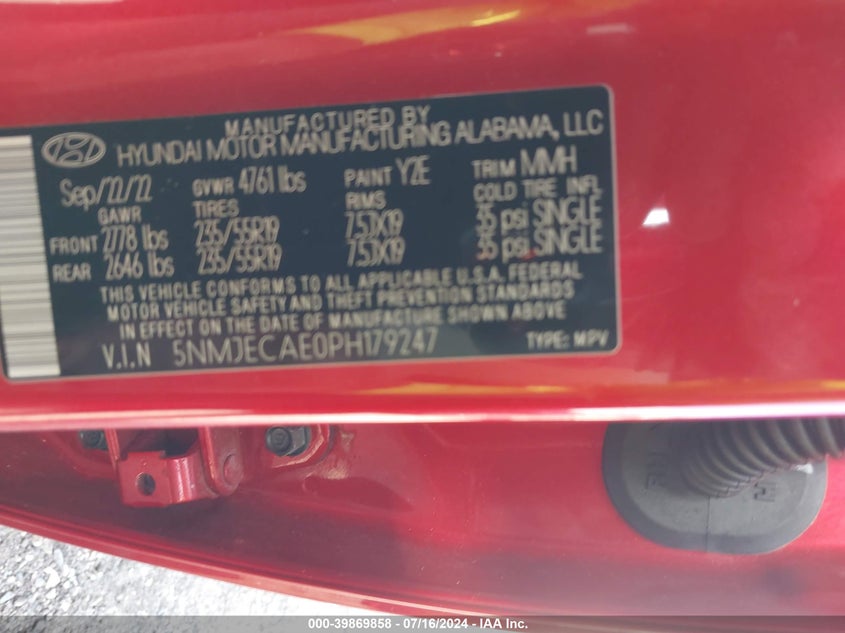 MANUFACTURED BY
HYUNDAI MOTOR MANUFACTURING ALABAMA, LLC
Sep/22/22 GVWR 4761 lbs PAINT Y2E TRIM MMH
GAWR TIRES RIMS COLD TIRE INFL
FRONT 2778 lbs 235/55R19 7.5JX19 35 psi SINGLE
REAR 2646 lbs 235/55R19 7.5JX19 35 psi SINGLE
THIS VEHICLE CONFORMS TO ALL APPLICABLE U.S.A. FEDERAL
MOTOR VEHICLE SAFETY AND THEFT PREVENTION STANDARDS
IN EFFECT ON THE DATE OF MANUFACTURE SHOWN ABOVE
V.I.N 5NMJECAE0PH179247 TYPE: MPV
000-39869858 - 07/16/2024 - IAA Inc.